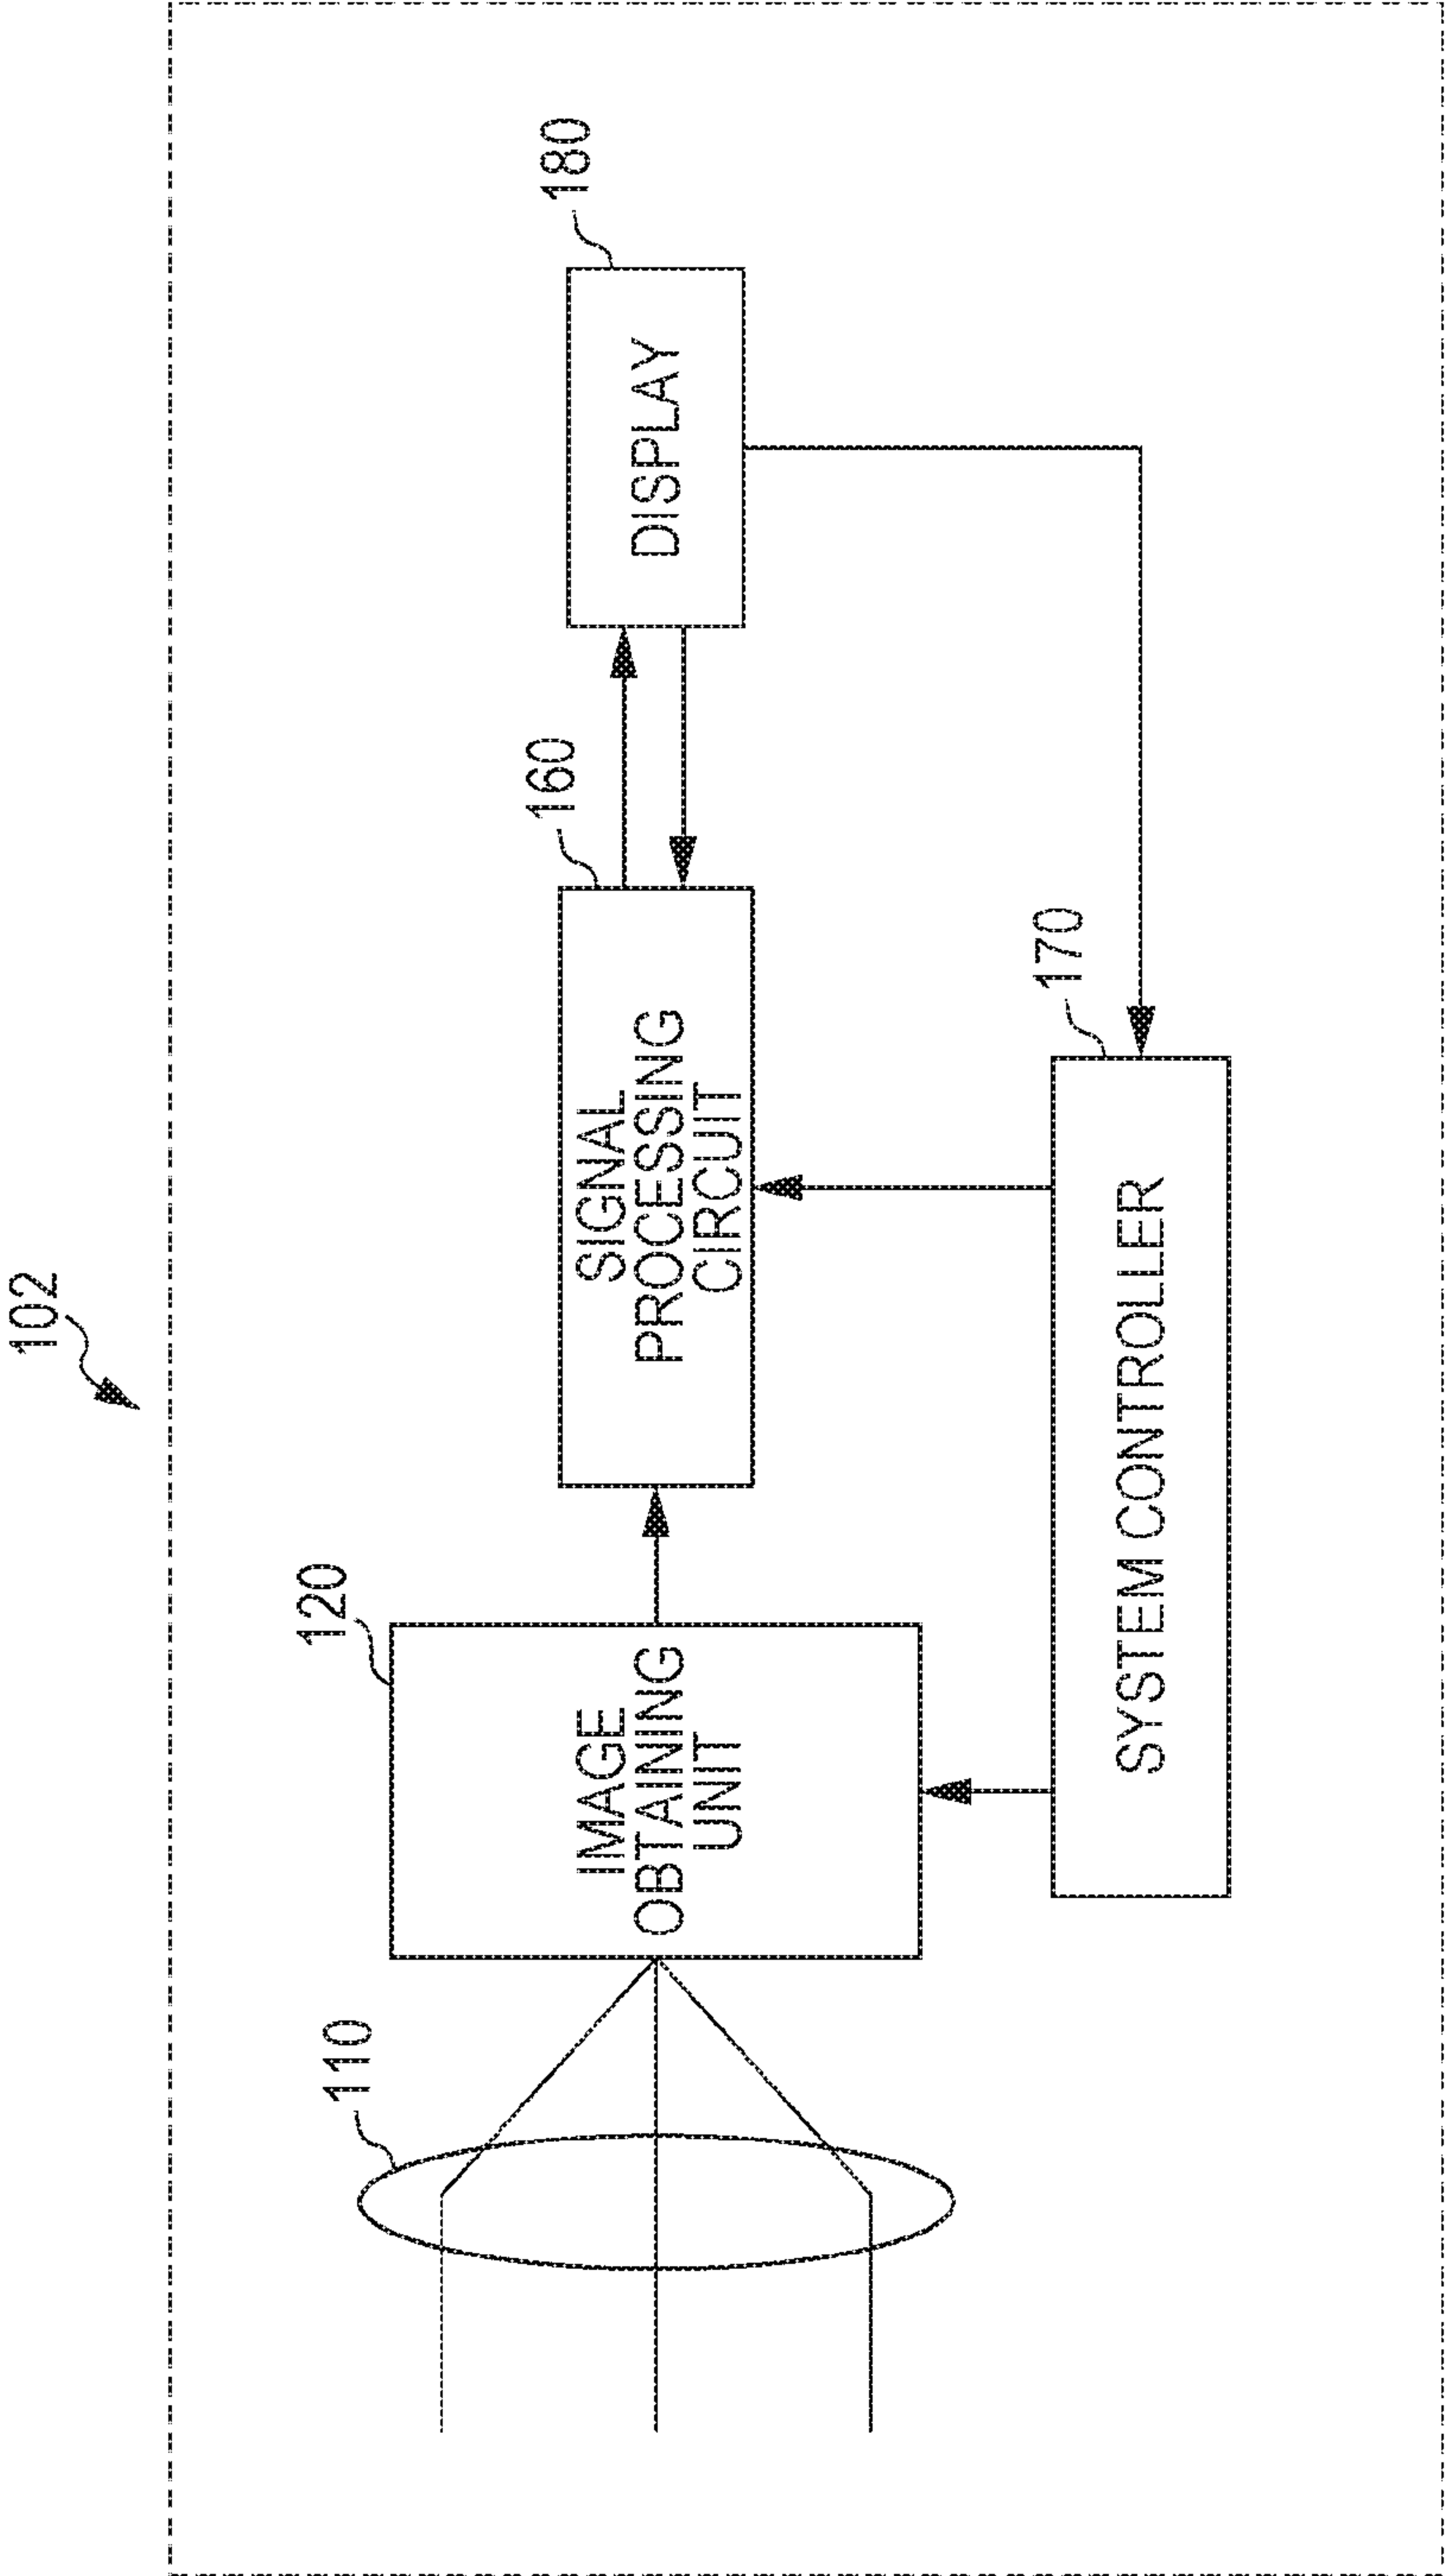 102
110
120
IMAGE
OBTAINING
UNIT
160
SIGNAL
PROCESSING
CIRCUIT
180
DISPLAY
170
SYSTEM CONTROLLER